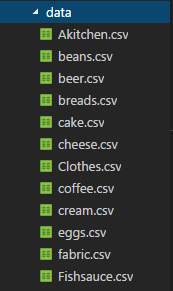 data
Akitchen.csv
beans.csv
beer.csv
breads.csv
cake.csv
cheese.csv
Clothes.csv
coffee.csv
cream.csv
eggs.csv
fabric.csv
Fishsauce.csv